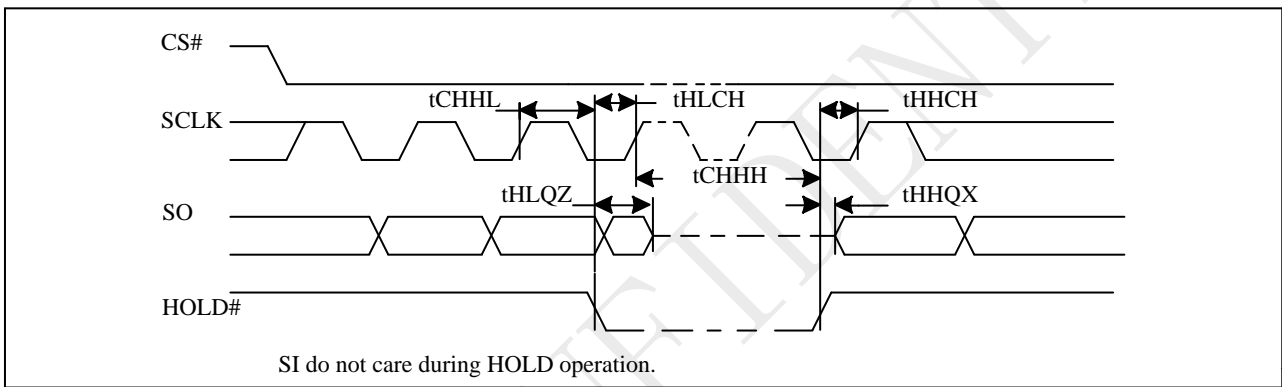 CS#
tCHHL
tHLCH
tHHCH
SCLK
tCHHH
tHLQZ
tHHQX
SO
HOLD#
SI do not care during HOLD operation.